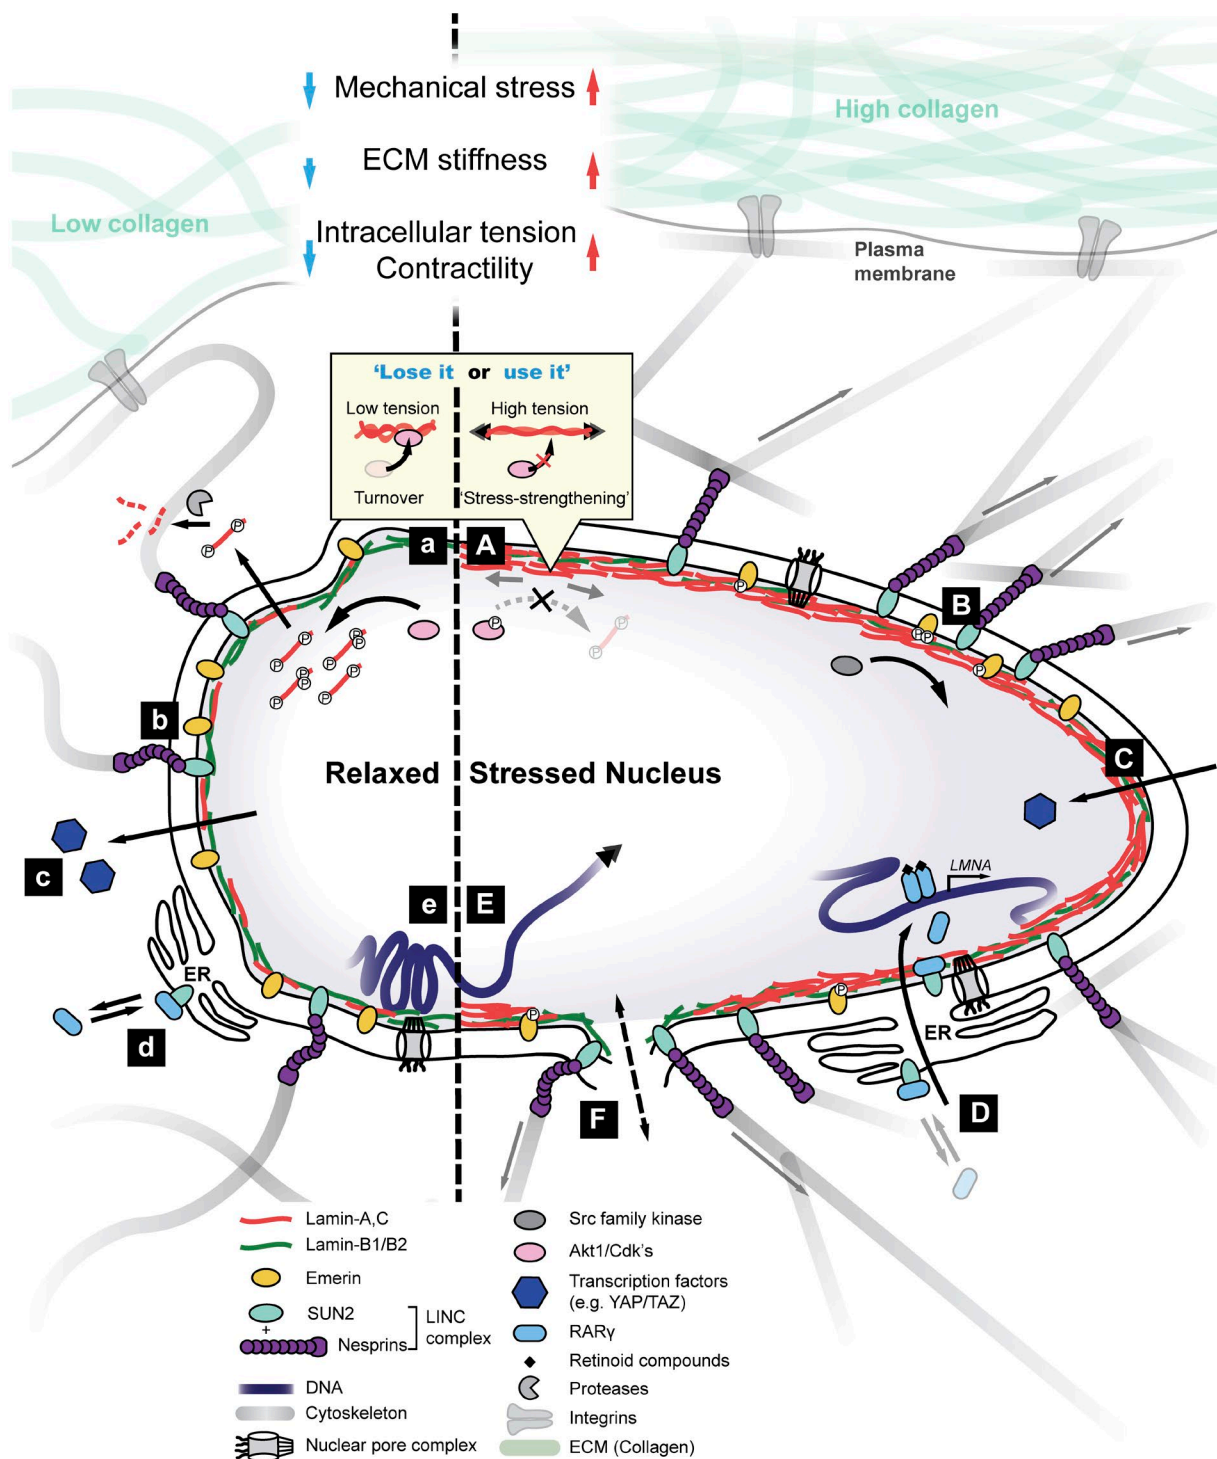 Mechanical stress
High collagen
ECM stiffness
Low collagen
Intracellular tension
Contractility
Plasma
membrane
'Lose it or use it'
Low tension
High tension
Turnover
'Stress-strengthening'
P
P
a
A
P
P
B
P
P
P
P
P
P
P
P
P
P
P
P
P
P
b
C
Relaxed
Stressed Nucleus
c
LMNA
e
E
ER
P
P
ER
d
F
D
Lamin-A,C
Src family kinase
Lamin-B1/B2
Akt1/Cdk's
Emerin
Transcription factors
(e.g. YAP/TAZ)
SUN2
+
Nesprins
LINC
complex
RARγ
Retinoid compounds
DNA
Proteases
Cytoskeleton
Integrins
Nuclear pore complex
ECM (Collagen)